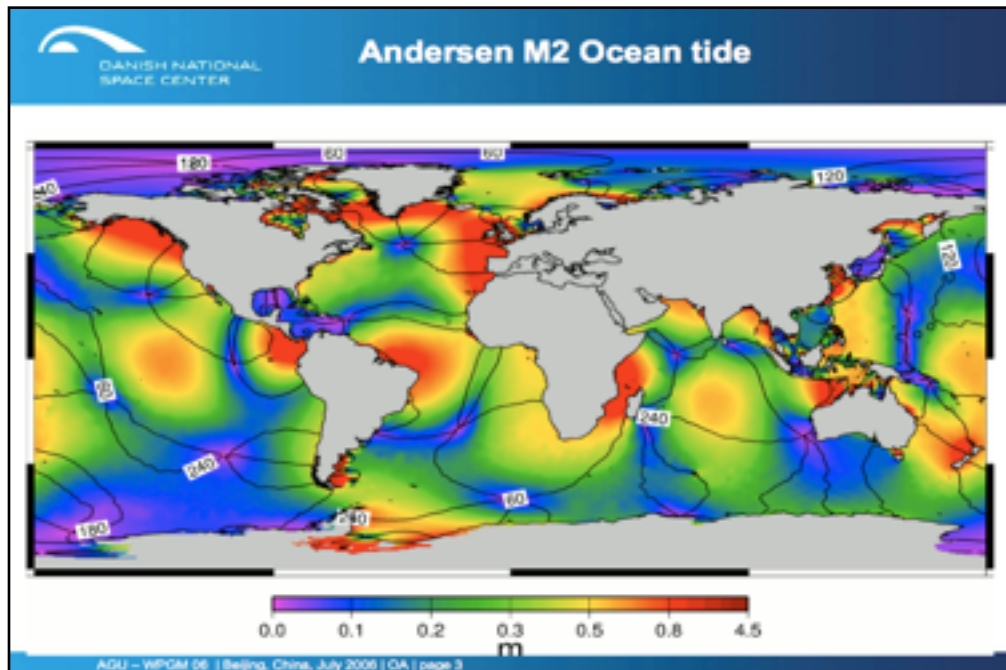 DANISH NATIONAL
SPACE CENTER
Andersen M2 Ocean tide
180
60
60
120
120
60
240
240
60
180
240
0.0 0.1 0.2 0.3 0.5 0.8 4.5
m
AGU – WPGM 06 | Beijing, China, July 2006 | OA | page 3